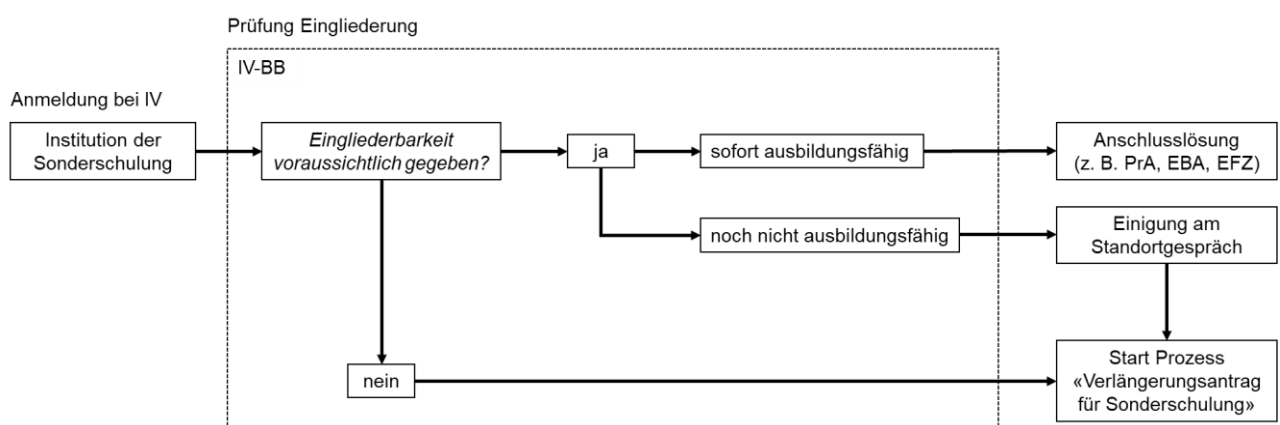 Prüfung Eingliederung
IV-BB
Anmeldung bei IV
Institution der
Sonderschulung
Eingliederbarkeit
voraussichtlich gegeben?
ja
sofort ausbildungsfähig
Anschlusslösung
(z. B. PrA, EBA, EFZ)
noch nicht ausbildungsfähig
Einigung am
Standortgespräch
nein
Start Prozess
«Verlängerungsantrag
für Sonderschulung»